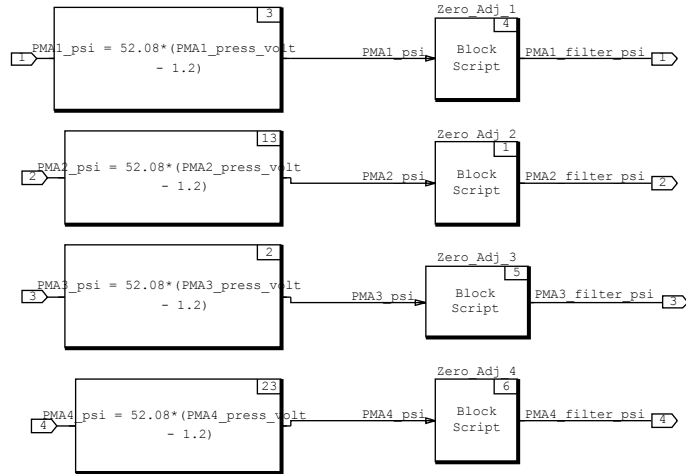 3
Zero_Adj_1
4
1
PMA1_psi = 52.08*(PMA1_press_volt
- 1.2)
PMA1_psi
Block
Script
PMA1_filter_psi
1
13
Zero_Adj_2
1
2
PMA2_psi = 52.08*(PMA2_press_volt
- 1.2)
PMA2_psi
Block
Script
PMA2_filter_psi
2
2
Zero_Adj_3
5
3
PMA3_psi = 52.08*(PMA3_press_volt
- 1.2)
PMA3_psi
Block
Script
PMA3_filter_psi
3
23
Zero_Adj_4
6
4
PMA4_psi = 52.08*(PMA4_press_volt
- 1.2)
PMA4_psi
Block
Script
PMA4_filter_psi
4